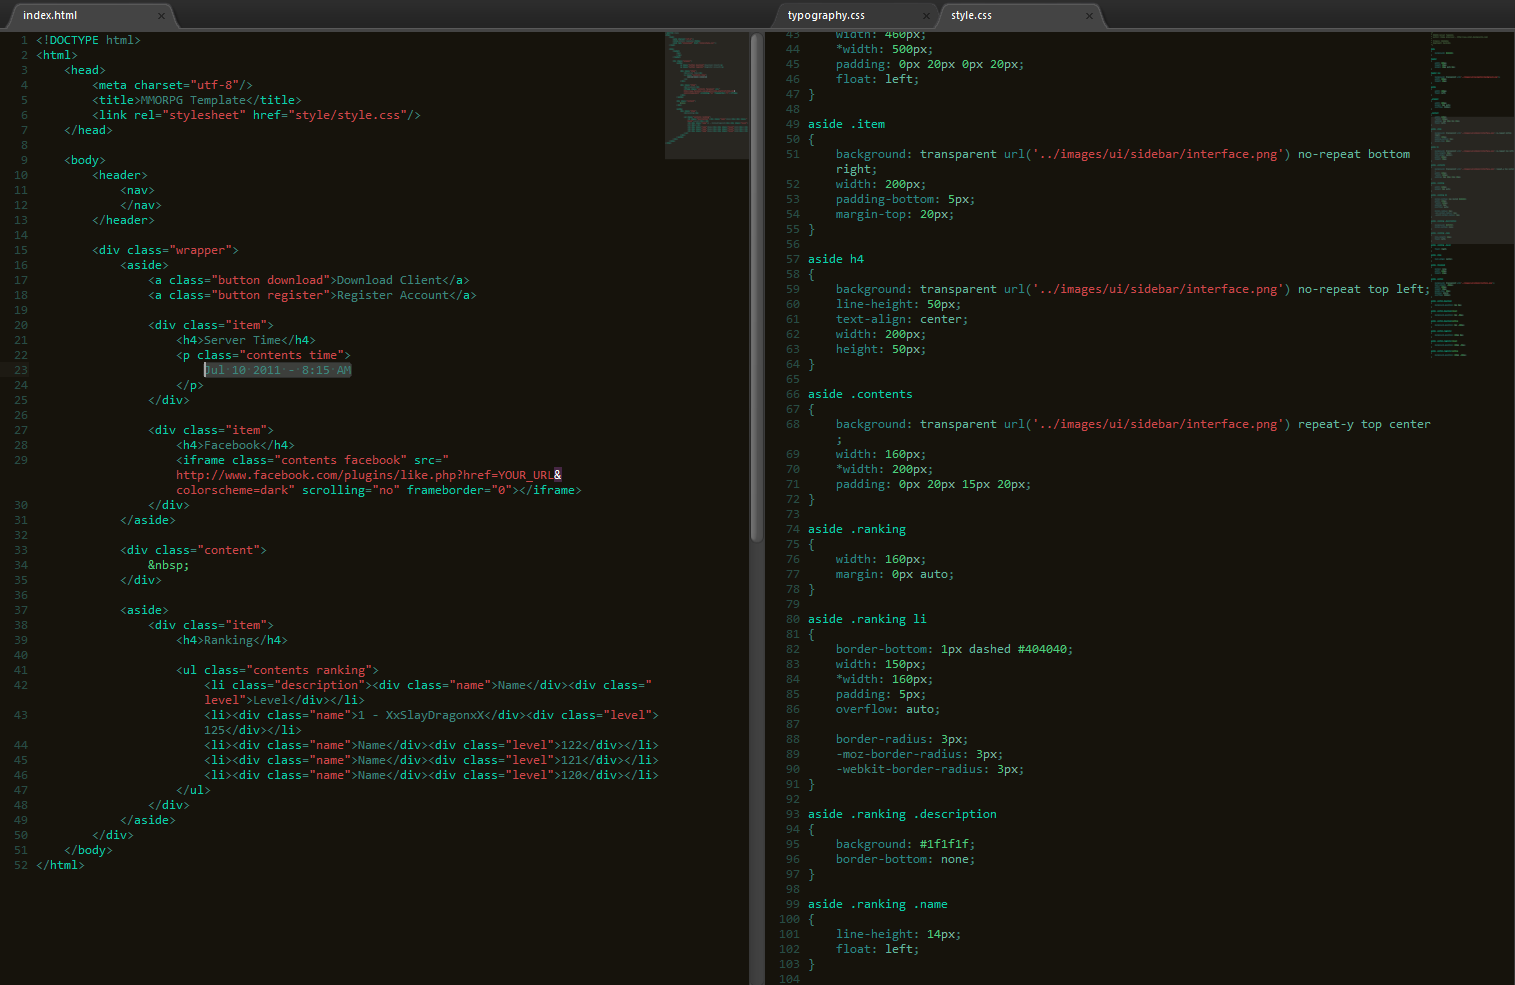 index.html
1 <!DOCTYPE html>
2 <html>
3 <head>
4 <meta charset="utf-8"/>
5 <title>MMORPG Template</title>
6 <link rel="stylesheet" href="style/style.css"/>
7 </head>
8
9 <body>
10 <header>
11 <nav>
12 </nav>
13 </header>
14
15 <div class="wrapper">
16 <aside>
17 <a class="button download">Download Client</a>
18 <a class="button register">Register Account</a>
19
20 <div class="item">
21 <h4>Server Time</h4>
22 <p class="contents time">
23 Jul 10 2011 - 8:15 AM
24 </p>
25 </div>
26
27 <div class="item">
28 <h4>Facebook</h4>
29 <iframe class="contents facebook" src="
http://www.facebook.com/plugins/like.php?href=YOUR_URL&
colorscheme=dark" scrolling="no" frameborder="0"></iframe>
30 </div>
31 </aside>
32
33 <div class="content">
34 &nbsp;
35 </div>
36
37 <aside>
38 <div class="item">
39 <h4>Ranking</h4>
40
41 <ul class="contents ranking">
42 <li class="description"><div class="name">Name</div><div class="
level">Level</div></li>
43 <li><div class="name">1 - XxSlayDragonxX</div><div class="level">
125</div></li>
44 <li><div class="name">Name</div><div class="level">122</div></li>
45 <li><div class="name">Name</div><div class="level">121</div></li>
46 <li><div class="name">Name</div><div class="level">120</div></li>
47 </ul>
48 </div>
49 </aside>
50 </div>
51 </body>
52 </html>
typography.css
style.css
43 width: 460px;
44 *width: 500px;
45 padding: 0px 20px 0px 20px;
46 float: left;
47 }
48
49 aside .item
50 {
51 background: transparent url('../images/ui/sidebar/interface.png') no-repeat bottom
right;
52 width: 200px;
53 padding-bottom: 5px;
54 margin-top: 20px;
55 }
56
57 aside h4
58 {
59 background: transparent url('../images/ui/sidebar/interface.png') no-repeat top left;
60 line-height: 50px;
61 text-align: center;
62 width: 200px;
63 height: 50px;
64 }
65
66 aside .contents
67 {
68 background: transparent url('../images/ui/sidebar/interface.png') repeat-y top center
;
69 width: 160px;
70 *width: 200px;
71 padding: 0px 20px 15px 20px;
72 }
73
74 aside .ranking
75 {
76 width: 160px;
77 margin: 0px auto;
78 }
79
80 aside .ranking li
81 {
82 border-bottom: 1px dashed #404040;
83 width: 150px;
84 *width: 160px;
85 padding: 5px;
86 overflow: auto;
87
88 border-radius: 3px;
89 -moz-border-radius: 3px;
90 -webkit-border-radius: 3px;
91 }
92
93 aside .ranking .description
94 {
95 background: #1f1f1f;
96 border-bottom: none;
97 }
98
99 aside .ranking .name
100 {
101 line-height: 14px;
102 float: left;
103 }
104